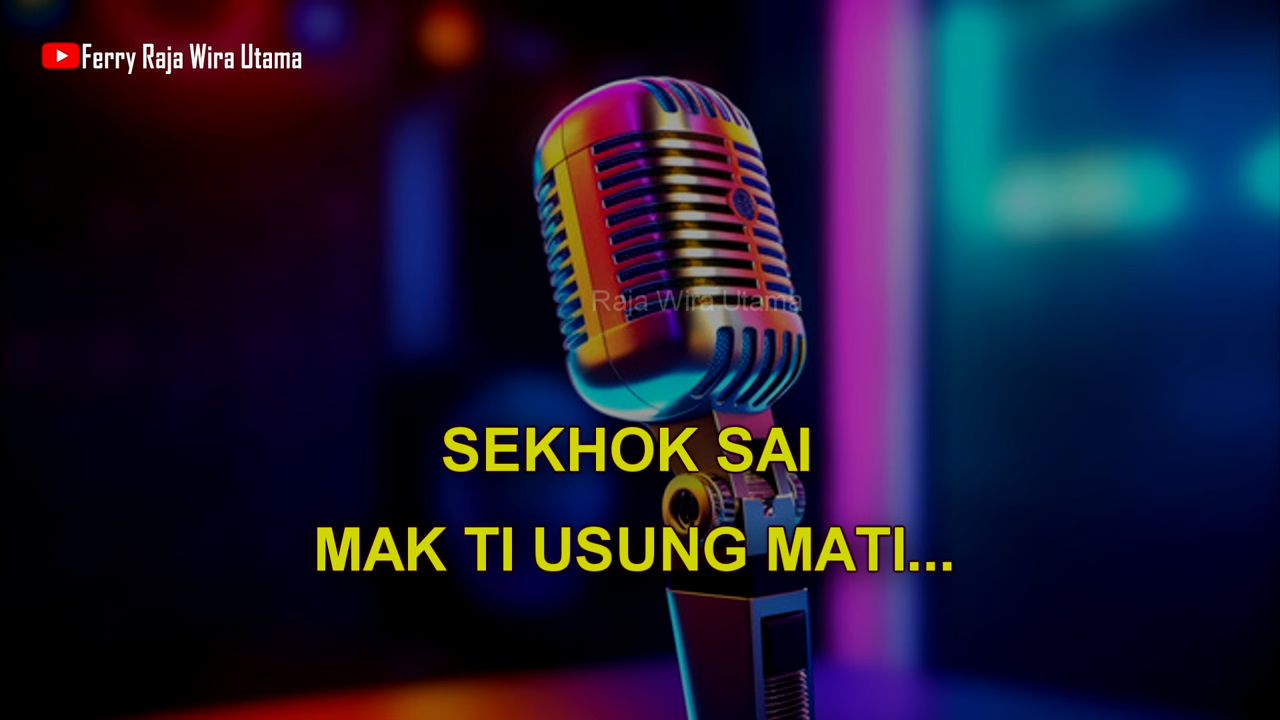 Ferry Raja Wira Utama
Raja Wira Utama
SEKHOK SAI
MAK TI USUNG MATI...